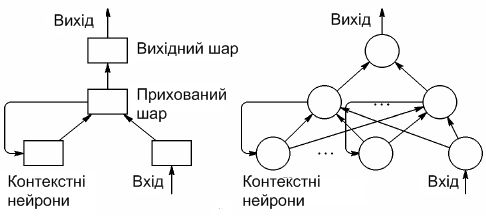 Вихід
Вихідний шар
Прихований
шар
Контекстні
нейрони
Вхід
Вихід
...
...
Контекстні
нейрони
Вхід